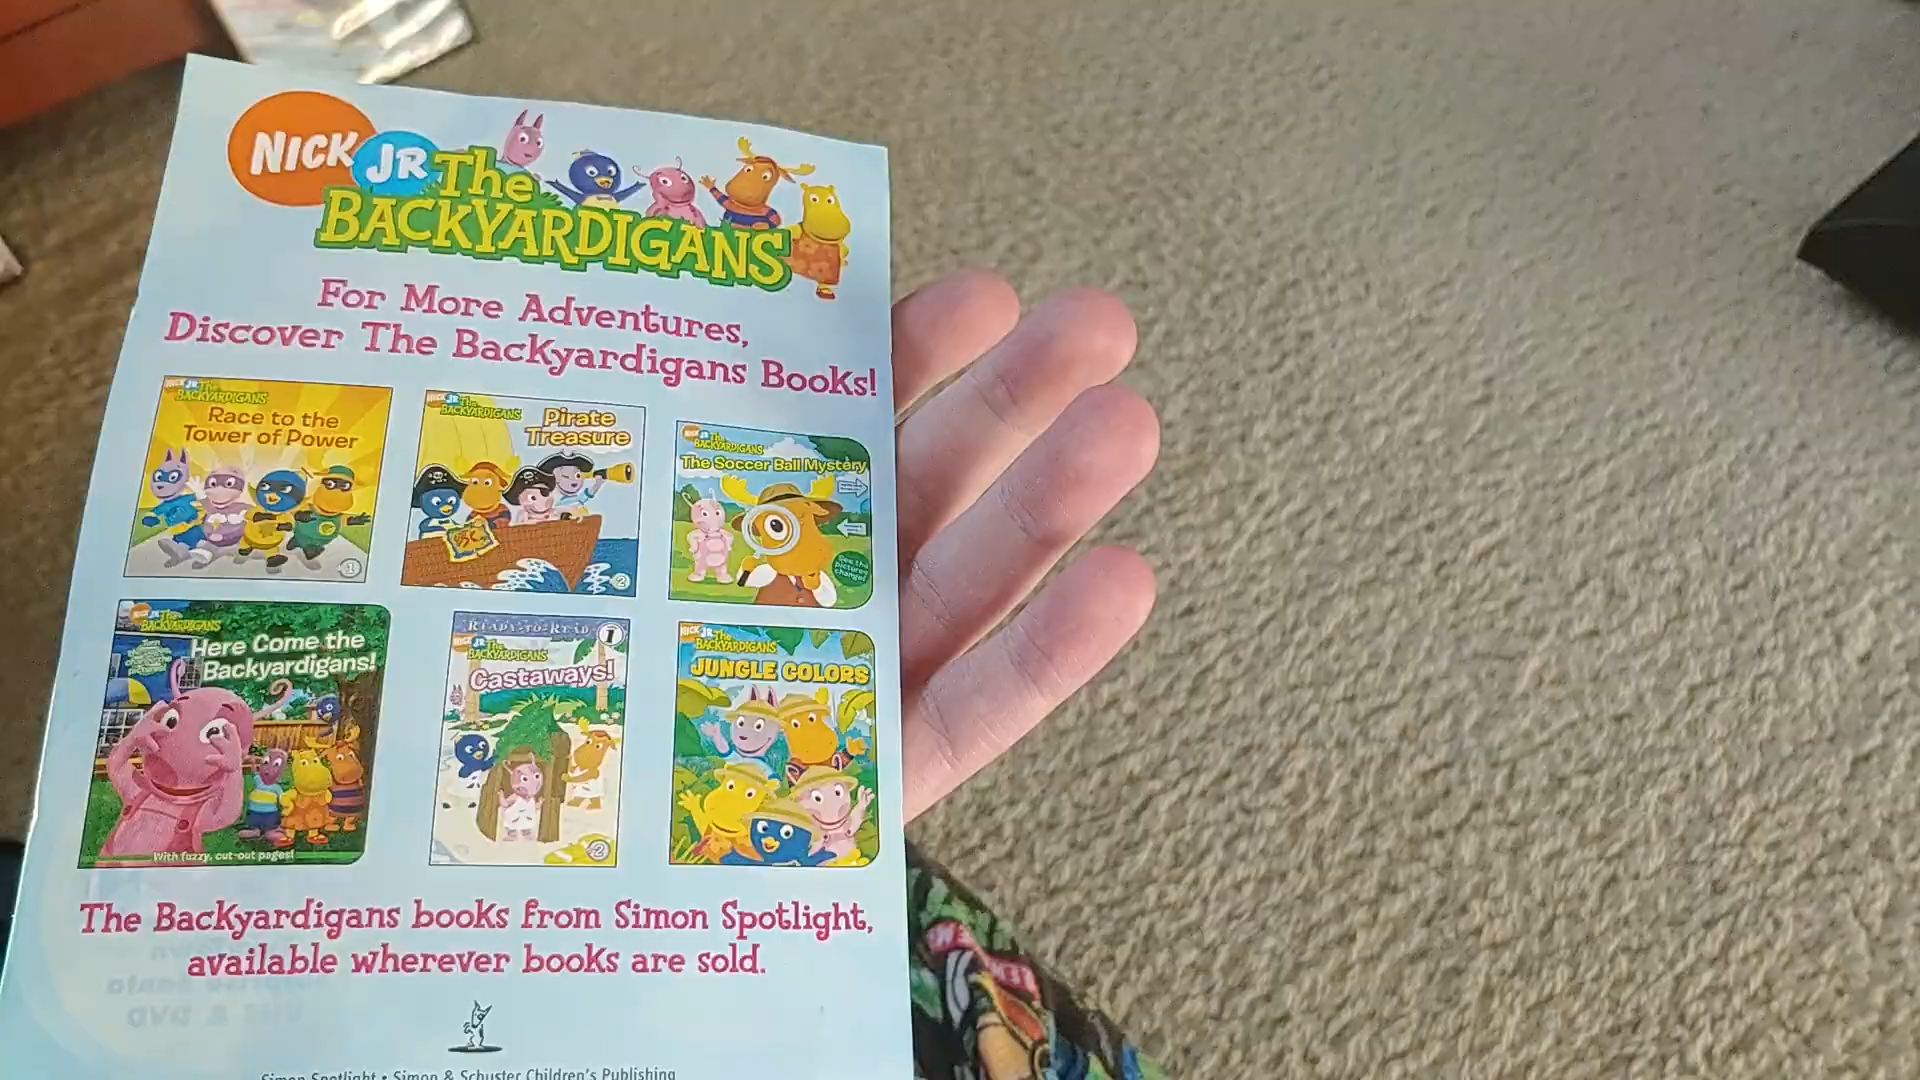 NICK JR The
BACKYARDIGANS
For More Adventures,
Discover The Backyardigans Books!
NICK JR The
BACKYARDIGANS
Race to the
Tower of Power
1
NICK JR The
BACKYARDIGANS
Pirate
Treasure
2
NICK JR The
BACKYARDIGANS
The Soccer Ball Mystery
See the
pictures
change!
NICK JR The
BACKYARDIGANS
Here Come the
Backyardigans!
With fuzzy, cut-out pages!
READY-TO-READ 1
NICK JR The
BACKYARDIGANS
Castaways!
2
NICK JR The
BACKYARDIGANS
JUNGLE COLORS
The Backyardigans books from Simon Spotlight,
available wherever books are sold.
Simon Spotlight • Simon & Schuster Children's Publishing